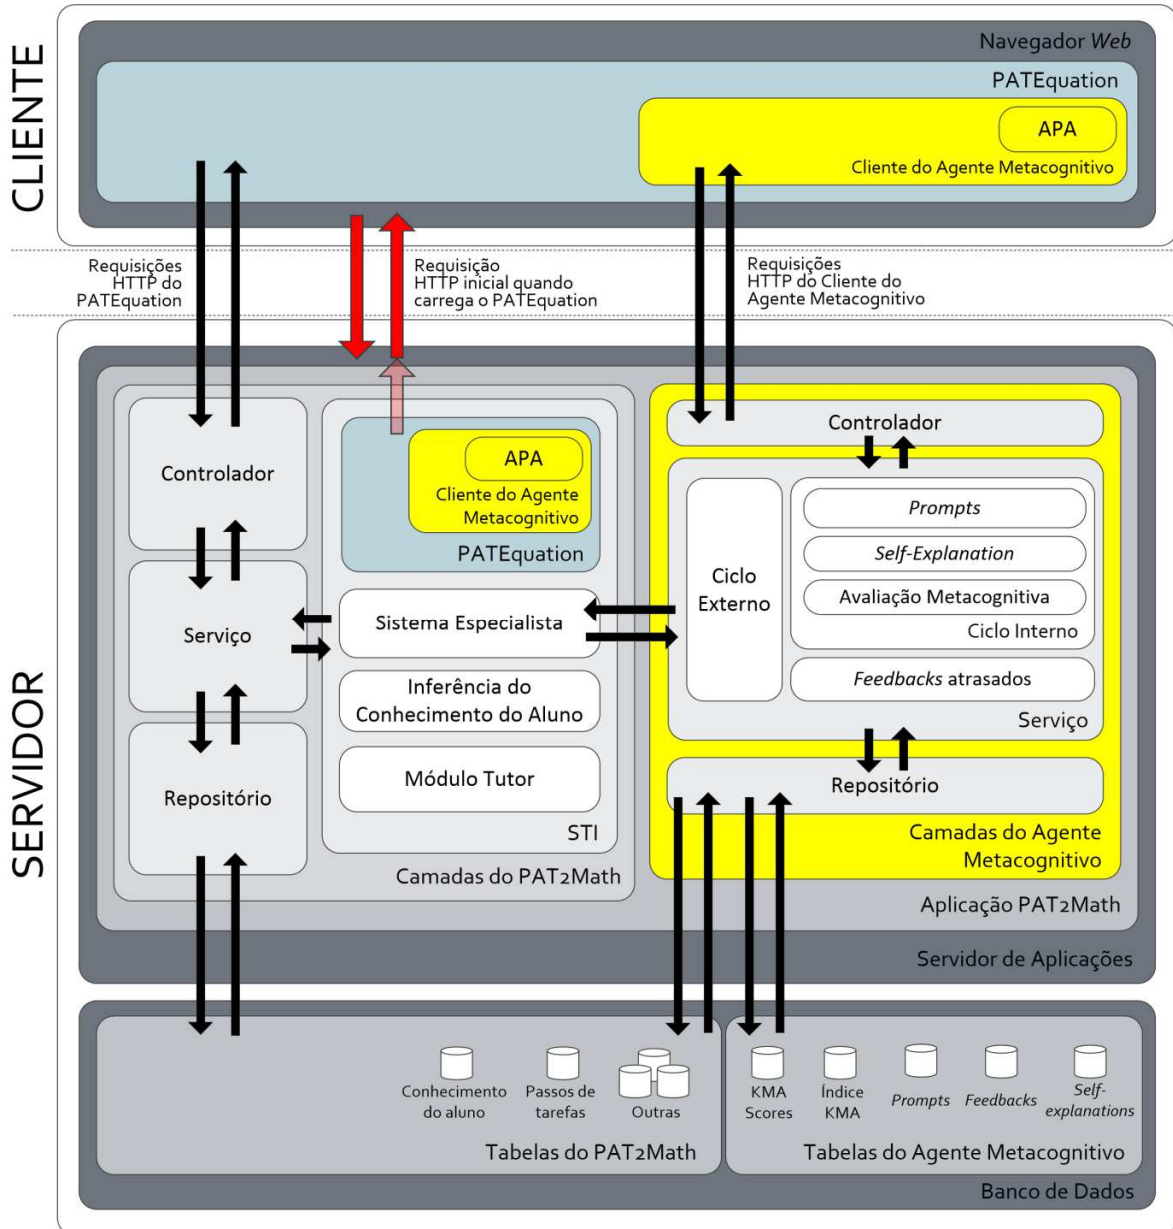 CLIENTE
Navegador Web
PATEquation
APA
Cliente do Agente Metacognitivo
Requisições
HTTP do
PATEquation
Requisição
HTTP inicial quando
carrega o PATEquation
Requisições
HTTP do Cliente do
Agente Metacognitivo
SERVIDOR
Controlador
Serviço
Repositório
APA
Cliente do Agente
Metacognitivo
PATEquation
Sistema Especialista
Inferência do
Conhecimento do Aluno
Módulo Tutor
STI
Camadas do PAT2Math
Controlador
Ciclo
Externo
Prompts
Self-Explanation
Avaliação Metacognitiva
Ciclo Interno
Feedbacks atrasados
Serviço
Repositório
Camadas do Agente
Metacognitivo
Aplicação PAT2Math
Servidor de Aplicações
Conhecimento
do aluno
Passos de
tarefas
Outras
Tabelas do PAT2Math
KMA
Scores
Índice
KMA
Prompts
Feedbacks
Self-
explanations
Tabelas do Agente Metacognitivo
Banco de Dados